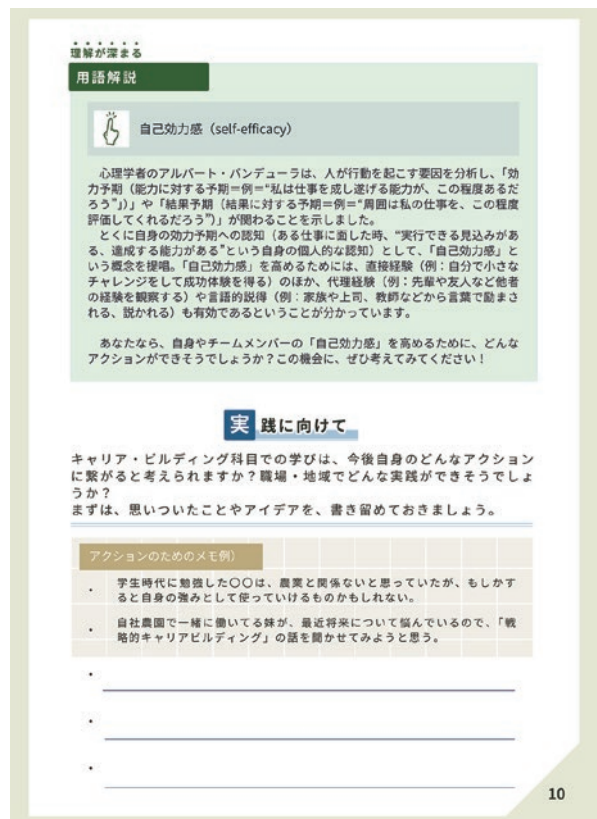 理解が深まる
用語解説
自己効力感（self-efficacy）
心理学者のアルバート・バンデューラは、人が行動を起こす要因を分析し、「効
力予期（能力に対する予期＝例＝“私は仕事を成し遂げる能力が、この程度あるだ
ろう”」）」や「結果予期（結果に対する予期＝例＝“周囲は私の仕事を、この程度
評価してくれるだろう”）」が関わることを示しました。
とくに自身の効力予期への認知（ある仕事に面した時、“実行できる見込みがあ
る、達成する能力がある”という自身の個人的な認知）として、「自己効力感」と
いう概念を提唱。「自己効力感」を高めるためには、直接経験（例：自分で小さな
チャレンジをして成功体験を得る）のほか、代理経験（例：先輩や友人など他者
の経験を観察する）や言語的説得（例：家族や上司、教師などから言葉で励まさ
れる、説かれる）も有効であるということが分かっています。
あなたなら、自身やチームメンバーの「自己効力感」を高めるために、どんな
アクションができそうでしょうか？この機会に、ぜひ考えてみてください！
実践に向けて
キャリア・ビルディング科目での学びは、今後自身のどんなアクション
に繋がると考えられますか？職場・地域でどんな実践ができそうでしょ
うか？
まずは、思いついたことやアイデアを、書き留めておきましょう。
アクションのためのメモ例）
・ 学生時代に勉強した〇〇は、農業と関係ないと思っていたが、もしかす
ると自身の強みとして使っていけるものかもしれない。
・ 自社農園で一緒に働いてる妹が、最近将来について悩んでいるので、「戦
略的キャリアビルディング」の話を聞かせてみようと思う。
・
・
・
10